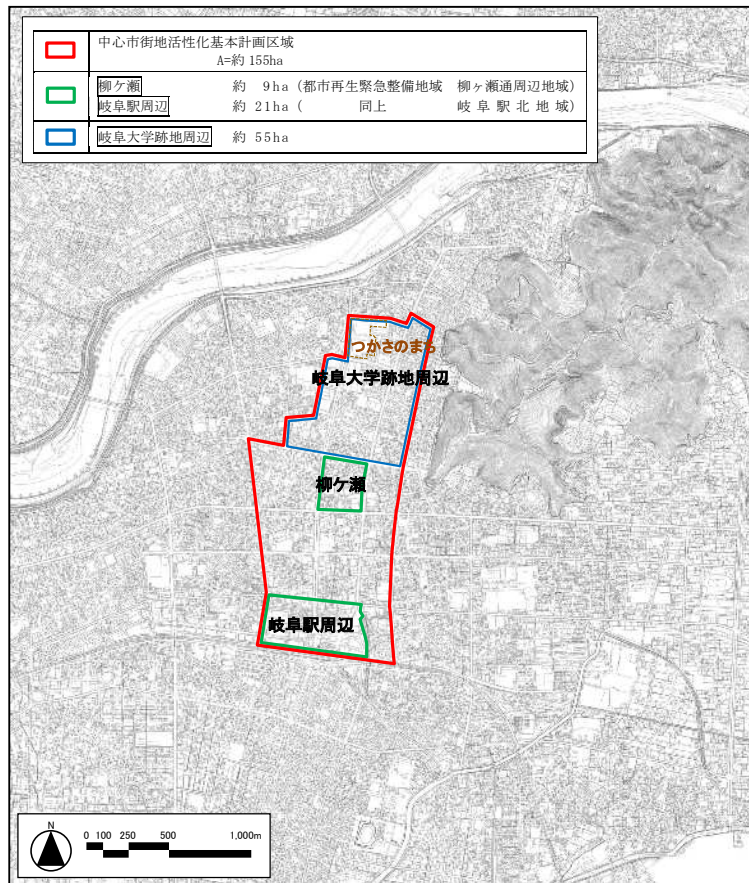 中心市街地活性化基本計画区域
A=約 155ha
柳ケ瀬 約 9ha (都市再生緊急整備地域 柳ヶ瀬通周辺地域)
岐阜駅周辺 約 21ha ( 同上 岐阜駅北地域)
岐阜大学跡地周辺 約 55ha
つかさのまち
岐阜大学跡地周辺
柳ケ瀬
岐阜駅周辺
N
0 100 250 500 1,000m